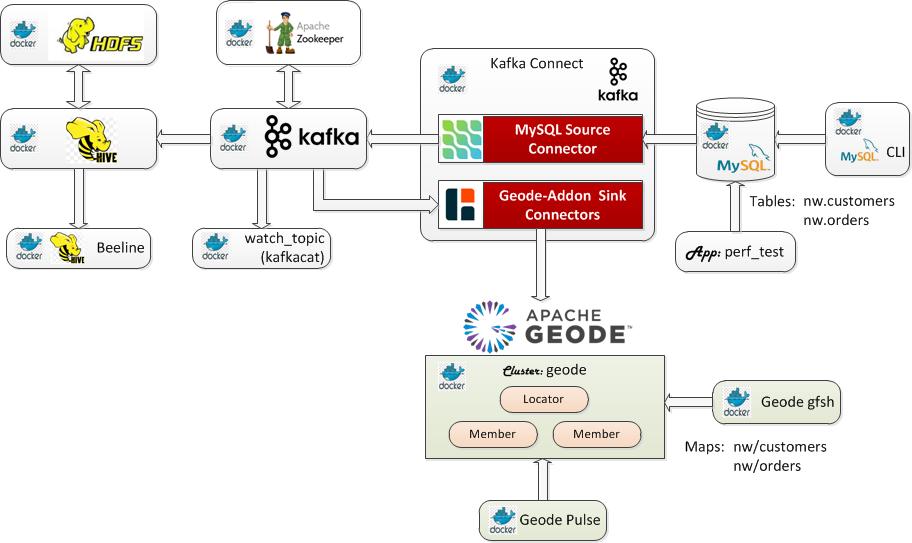 docker
HDFS
docker
Apache
Zookeeper
docker
Kafka Connect
kafka
docker
HIVE
docker
kafka
MySQL Source
Connector
Geode-Addon Sink
Connectors
docker
MySQL
docker
MySQL
CLI
Tables: nw.customers
nw.orders
docker
HIVE
Beeline
docker
watch_topic
(kafkacat)
App: perf_test
APACHE
GEODE™
docker
Cluster: geode
Locator
Member
Member
docker
Geode gfsh
Maps: nw/customers
nw/orders
docker
Geode Pulse